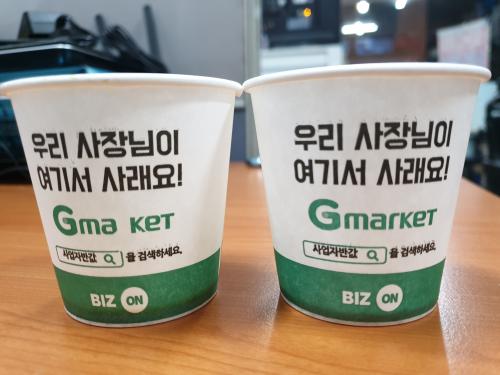 우리 사장님이
여기서 사래요!
Gma ket
사업자반값 을 검색하세요.
BIZ ON
우리 사장님이
여기서 사래요!
Gmarket
사업자반값 을 검색하세요.
BIZ ON